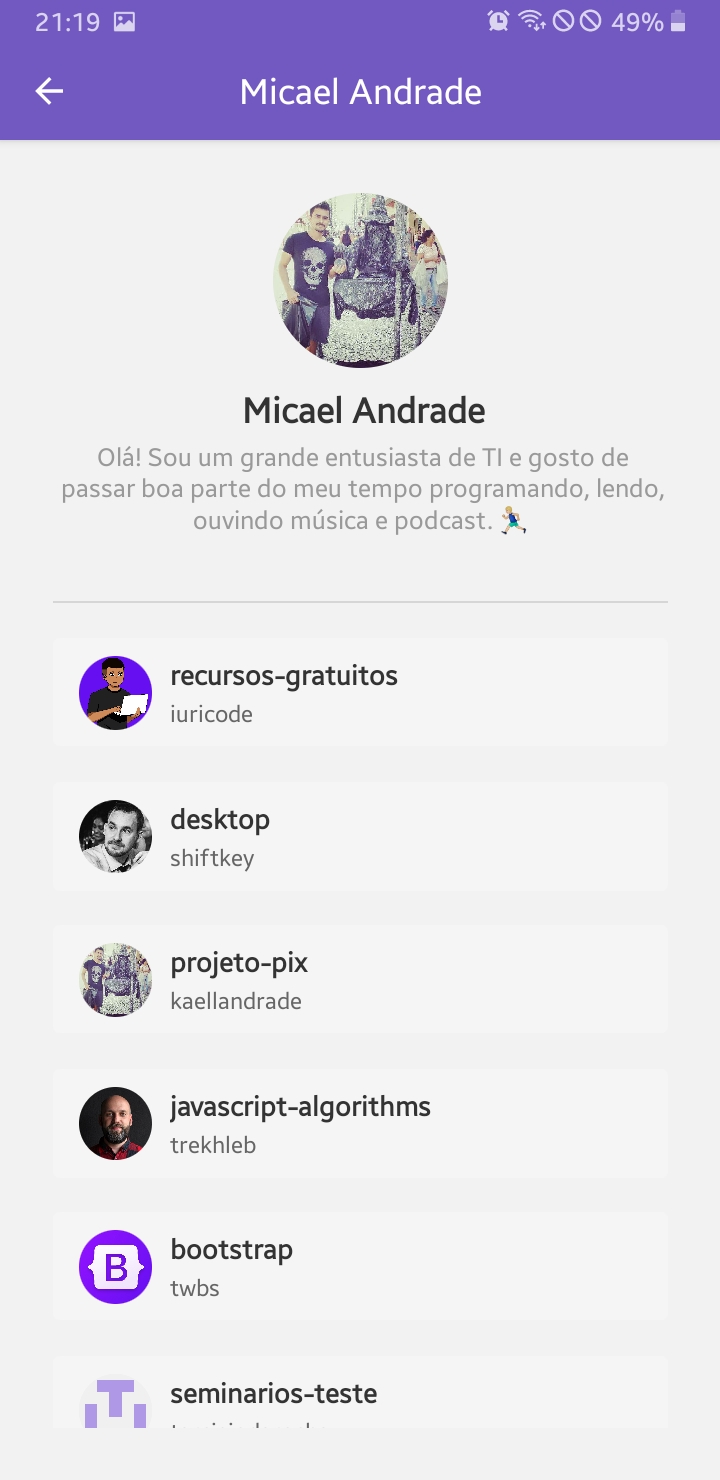 21:19 49%
Micael Andrade
Micael Andrade
Olá! Sou um grande entusiasta de TI e gosto de
passar boa parte do meu tempo programando, lendo,
ouvindo música e podcast. 🏃🏼
recursos-gratuitos
iuricode
desktop
shiftkey
projeto-pix
kaellandrade
javascript-algorithms
trekhleb
B
bootstrap
twbs
seminarios-teste